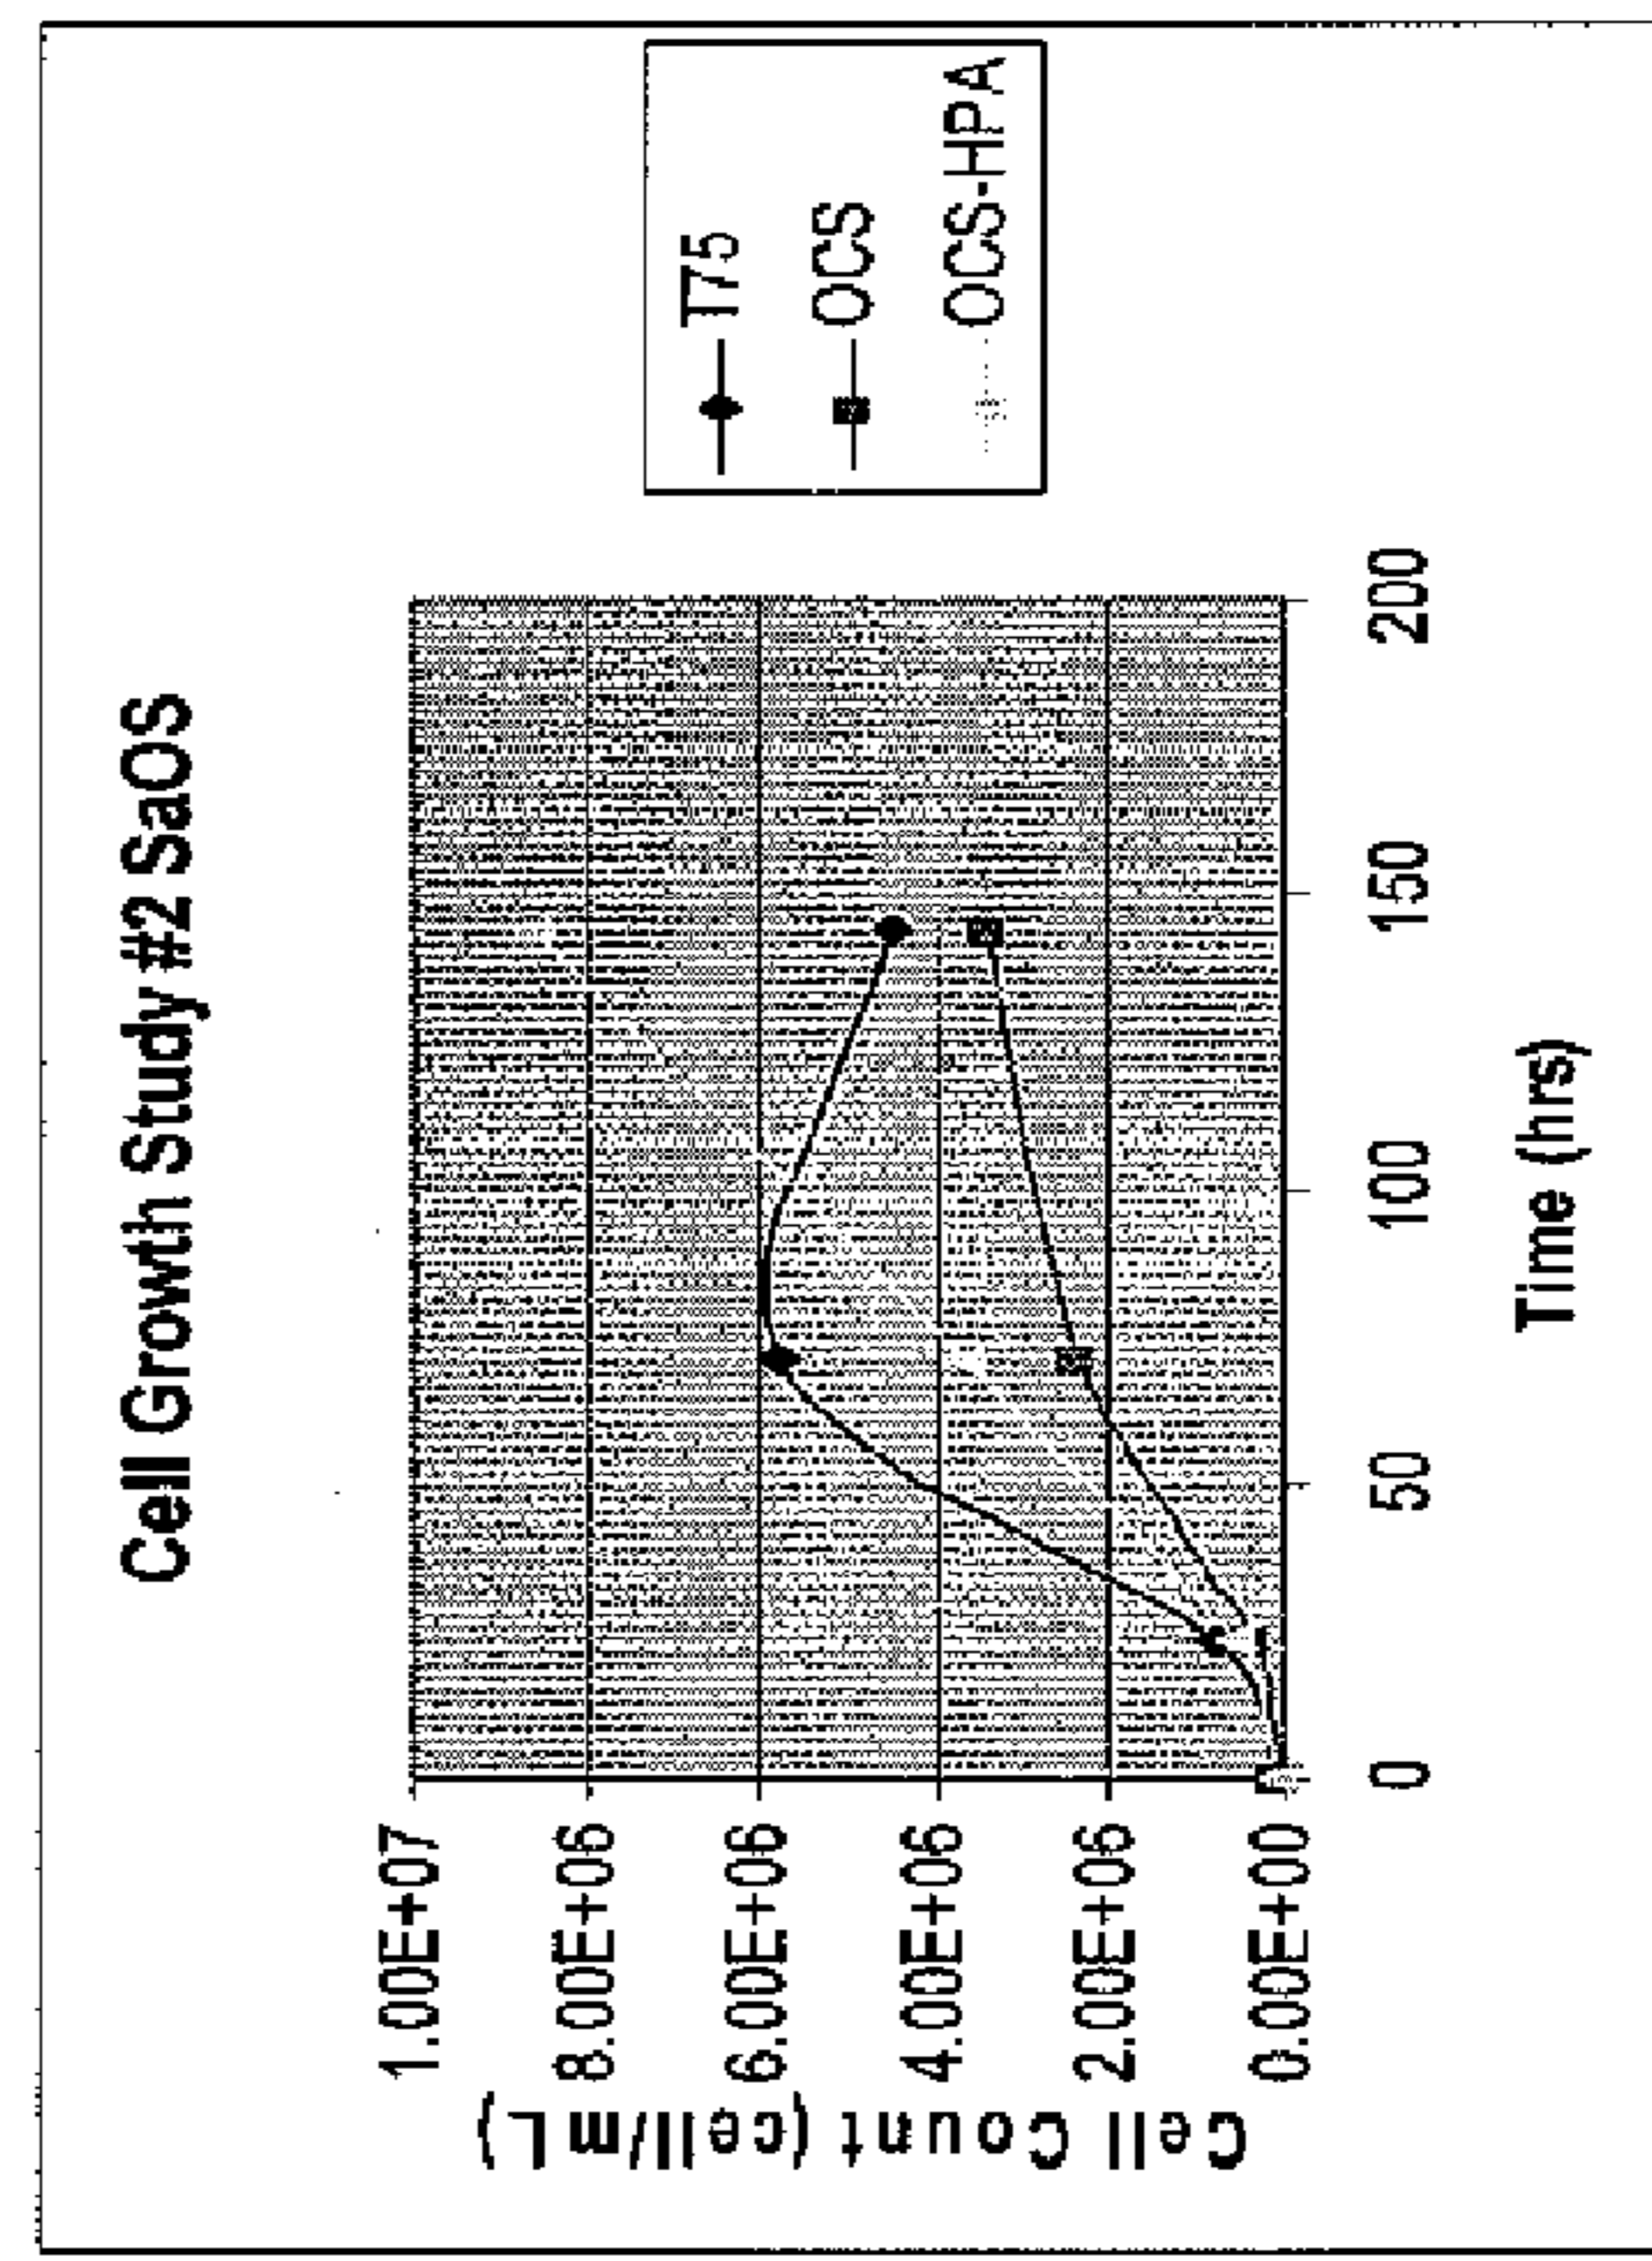 Cell Growth Study #2 SaOS
Cell Count (cell/mL)
1.00E+07
8.00E+06
6.00E+06
4.00E+06
2.00E+06
0.00E+00
0
50
100
150
200
Time (hrs)
T75
OCS
OCS-HPA